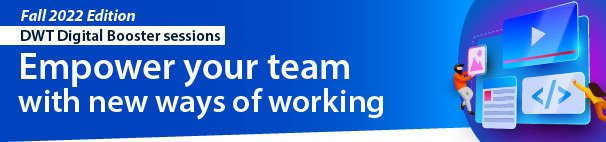 Fall 2022 Edition
DWT Digital Booster sessions
Empower your team
with new ways of working
</>